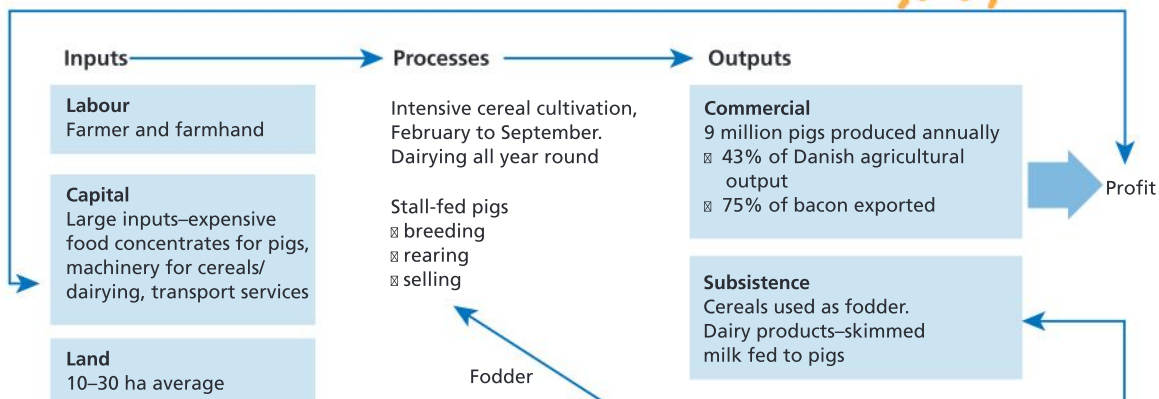 Inputs
Processes
Outputs
Labour
Farmer and farmhand
Capital
Large inputs–expensive
food concentrates for pigs,
machinery for cereals/
dairying, transport services
Land
10–30 ha average
Intensive cereal cultivation,
February to September.
Dairying all year round
Stall-fed pigs
breeding
rearing
selling
Fodder
Commercial
9 million pigs produced annually
43% of Danish agricultural
output
75% of bacon exported
Subsistence
Cereals used as fodder.
Dairy products–skimmed
milk fed to pigs
Profit